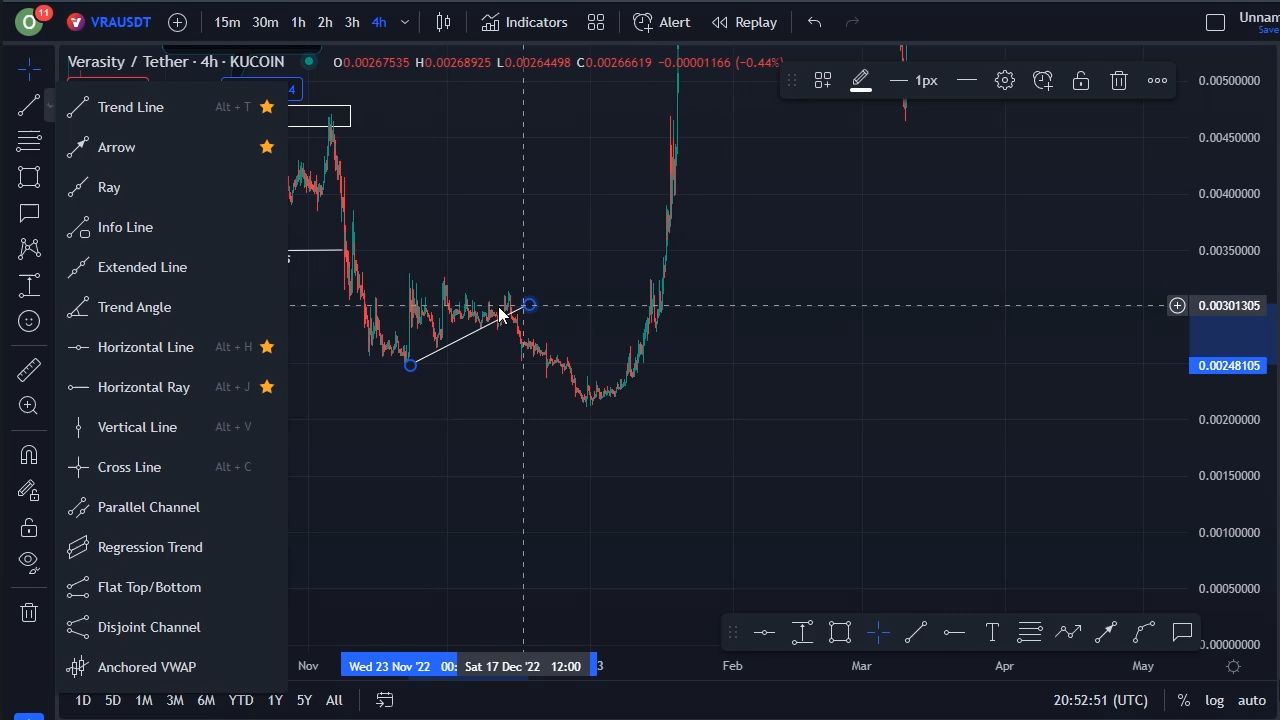 O 11 VRAUSDT 15m 30m 1h 2h 3h 4h Indicators Alert Replay Unnam
Save
Verasity / Tether · 4h · KUCOIN O0.00267535 H0.00268925 L0.00264498 C0.00266619 -0.00001166 (-0.44%)
1px
0.00500000
4
Trend Line Alt + T
Arrow
0.00450000
Ray
0.00400000
Info Line
0.00350000
Extended Line
Trend Angle
0.00301305
Horizontal Line Alt + H
0.00248105
Horizontal Ray Alt + J
Vertical Line Alt + V
0.00200000
Cross Line Alt + C
0.00150000
Parallel Channel
0.00100000
Regression Trend
Flat Top/Bottom
0.00050000
Disjoint Channel
T
0.00000000
Anchored VWAP
Nov Wed 23 Nov '22 00: Sat 17 Dec '22 12:00 3 Feb Mar Apr May
1D 5D 1M 3M 6M YTD 1Y 5Y All 20:52:51 (UTC) % log auto